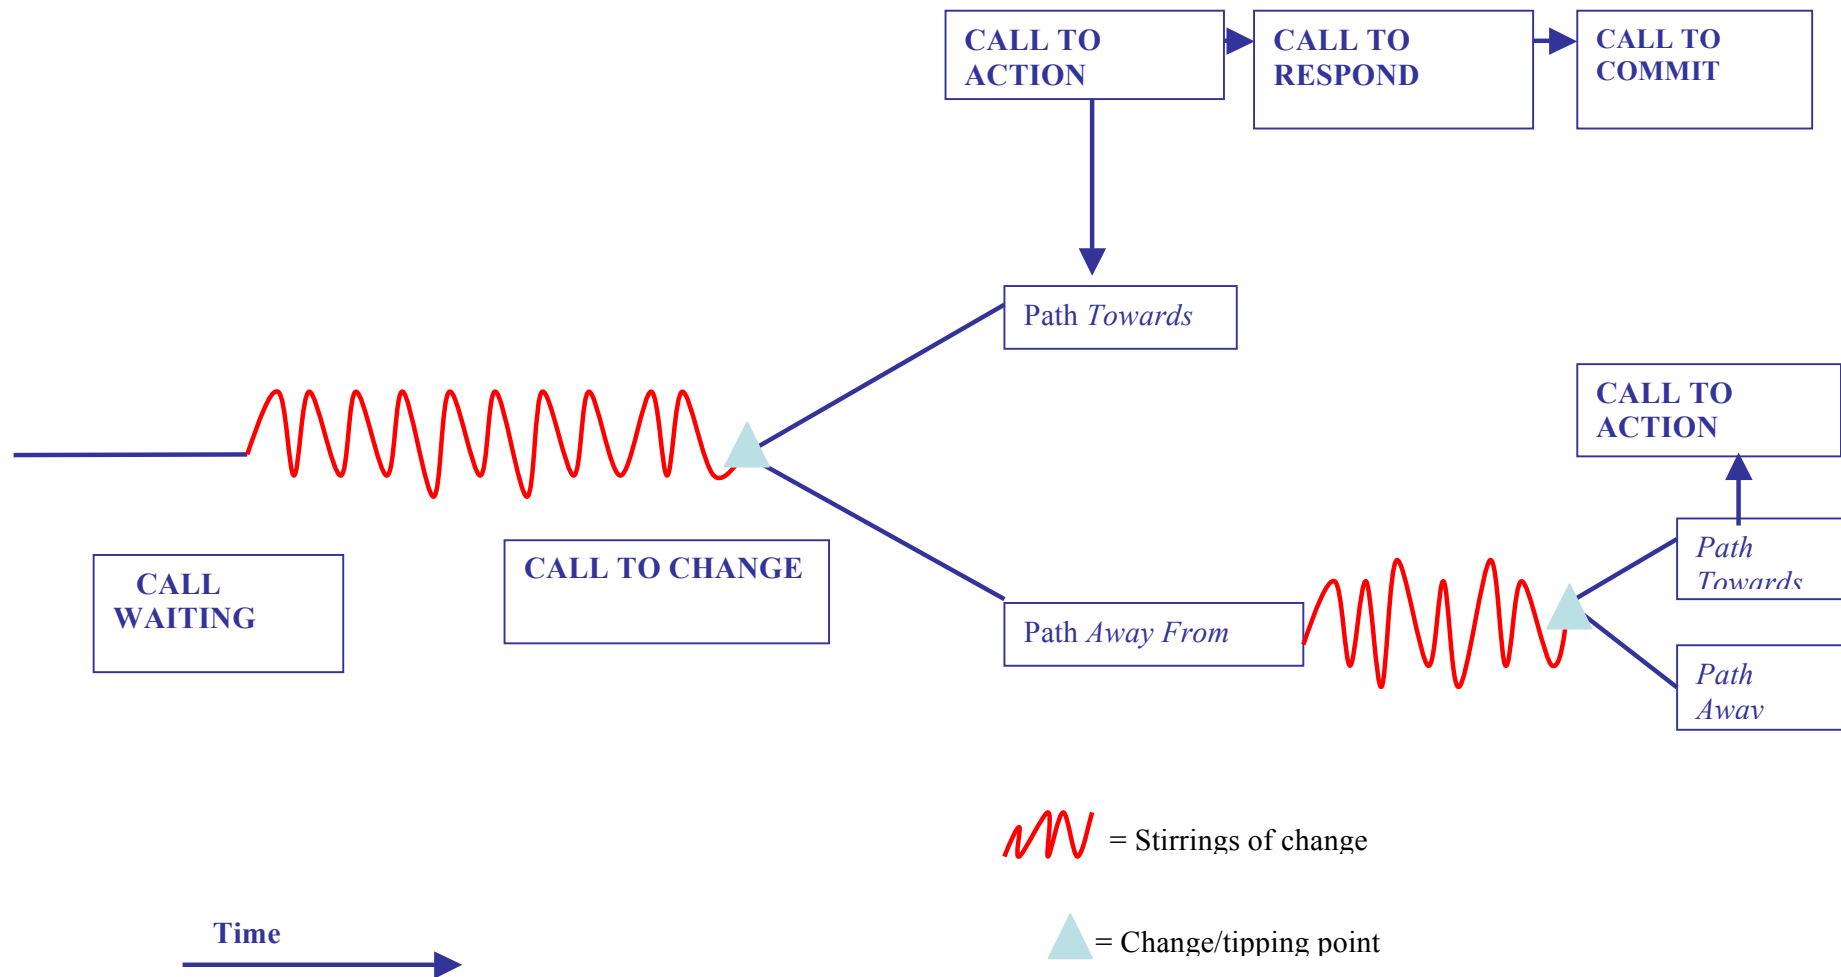 CALL TO
ACTION
CALL TO
RESPOND
CALL TO
COMMIT
Path Towards
CALL TO
ACTION
CALL
WAITING
CALL TO CHANGE
Path Away From
Path
Towards
Path
Away
= Stirrings of change
Time
= Change/tipping point